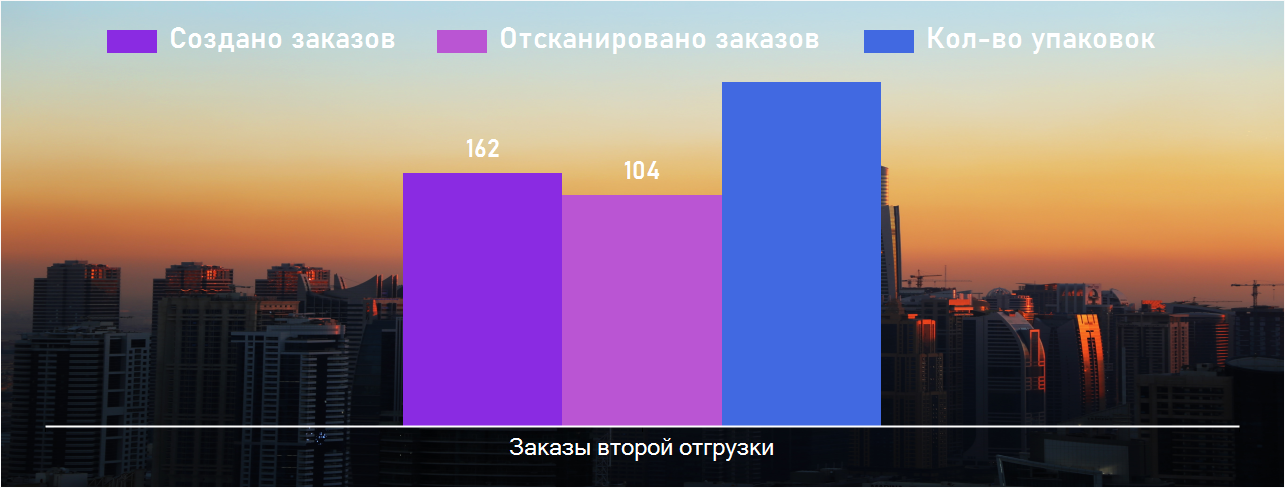 Создано заказов Отсканировано заказов Кол-во упаковок
162
104
Заказы второй отгрузки